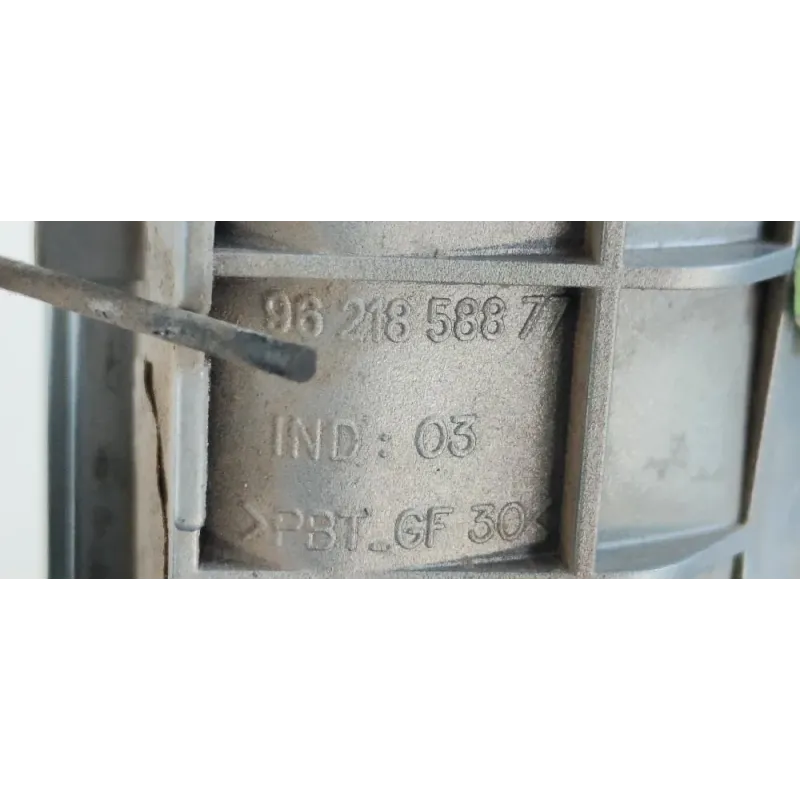 96 218 588 77
IND : 03
>PBT_GF 30<